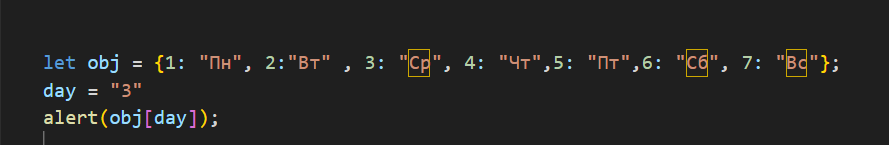 let obj = {1: "Пн", 2:"Вт" , 3: "Ср", 4: "Чт",5: "Пт",6: "Сб", 7: "Вс"};
day = "3"
alert(obj[day]);